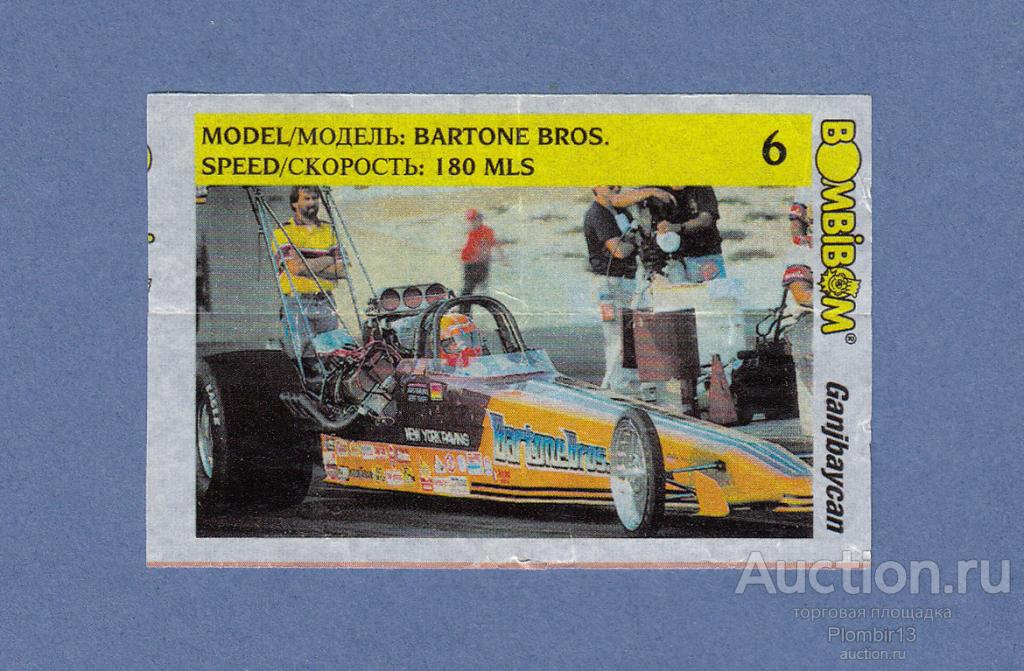 MODEL/МОДЕЛЬ: BARTONE BROS.
SPEED/СКОРОСТЬ: 180 MLS
6
BOMBiBOM®
Ganjbaycan
NEW YORK PAVING
Bartone Bros.
Auction.ru
торговая площадка
Plombir13
auction.ru